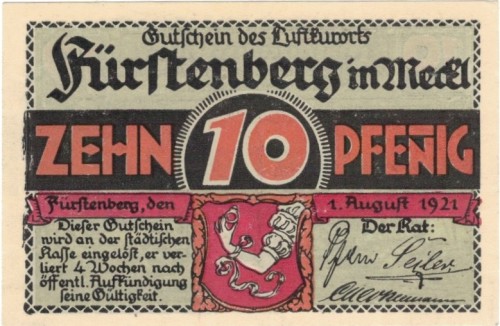 Gutschein des Luftkurorts
Fürstenberg in Meckl
ZEHN 10 PFENIG
Fürstenberg, den 1. August 1921
Dieser Gutschein
wird an der städtischen
Kasse eingelöst, er ver-
liert 4 Wochen nach
öffentl. Aufkündigung
seine Gültigkeit.
Der Rat:
Seiler